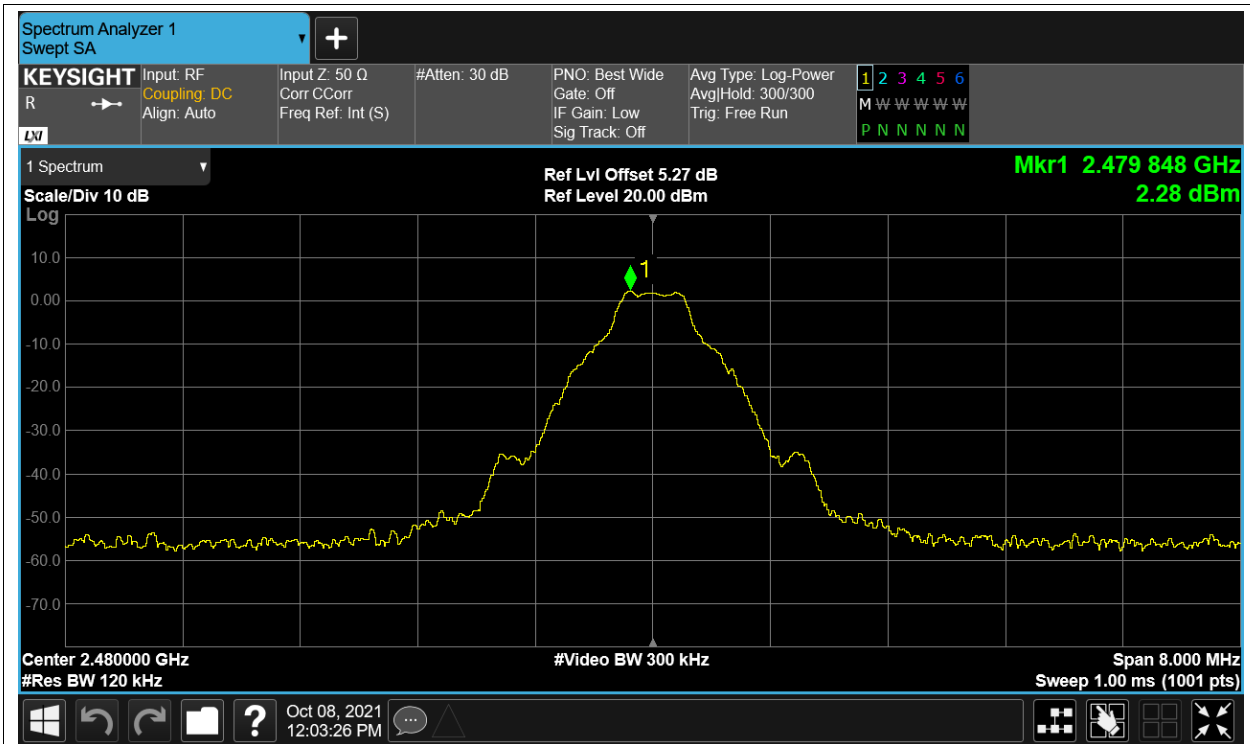 Spectrum Analyzer 1
Swept SA
KEYSIGHT
R
LXI
Input: RF
Coupling: DC
Align: Auto
Input Z: 50 Ω
Corr CCorr
Freq Ref: Int (S)
#Atten: 30 dB
PNO: Best Wide
Gate: Off
IF Gain: Low
Sig Track: Off
Avg Type: Log-Power
Avg|Hold: 300/300
Trig: Free Run
1 2 3 4 5 6
M W W W W W
P N N N N N
1 Spectrum
Scale/Div 10 dB
Log
Ref Lvl Offset 5.27 dB
Ref Level 20.00 dBm
Mkr1 2.479 848 GHz
2.28 dBm
1
10.0
0.00
-10.0
-20.0
-30.0
-40.0
-50.0
-60.0
-70.0
Center 2.480000 GHz
#Res BW 120 kHz
#Video BW 300 kHz
Span 8.000 MHz
Sweep 1.00 ms (1001 pts)
?
Oct 08, 2021
12:03:26 PM